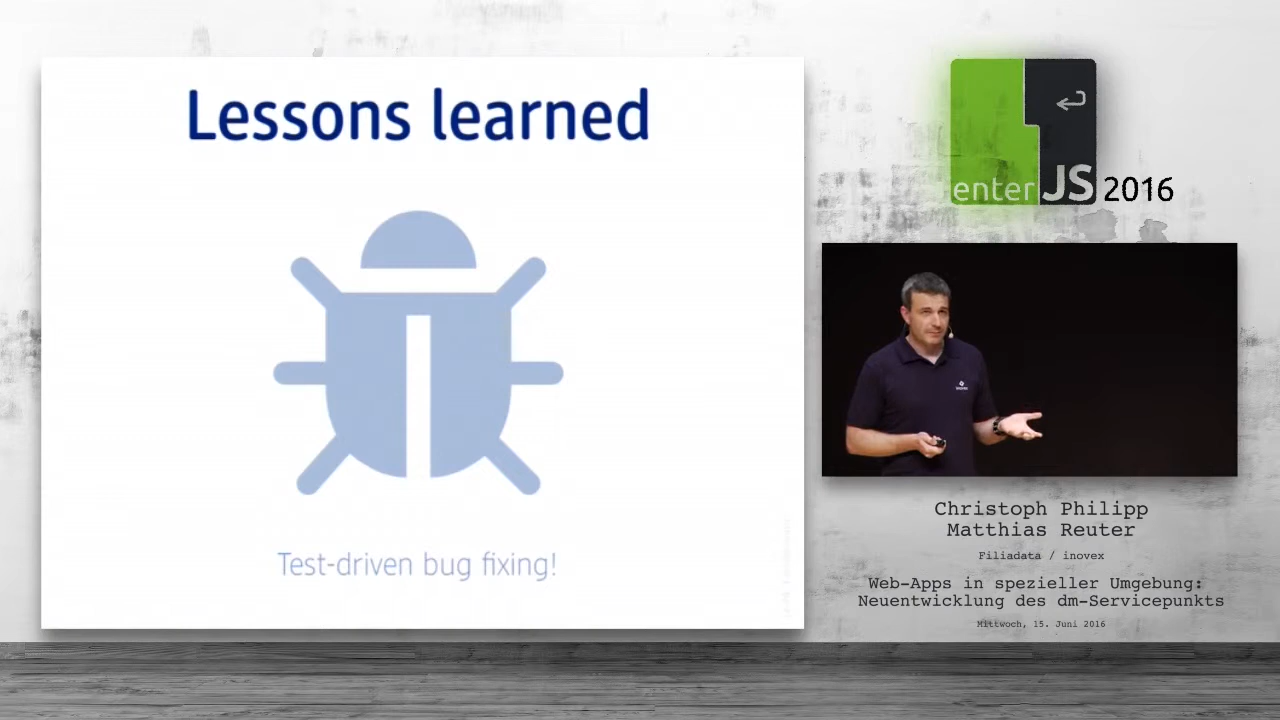 Lessons learned
Test-driven bug fixing!
enter JS 2016
Christoph Philipp
Matthias Reuter
Filiadata / inovex
Web-Apps in spezieller Umgebung:
Neuentwicklung des dm-Servicepunkts
Mittwoch, 15. Juni 2016